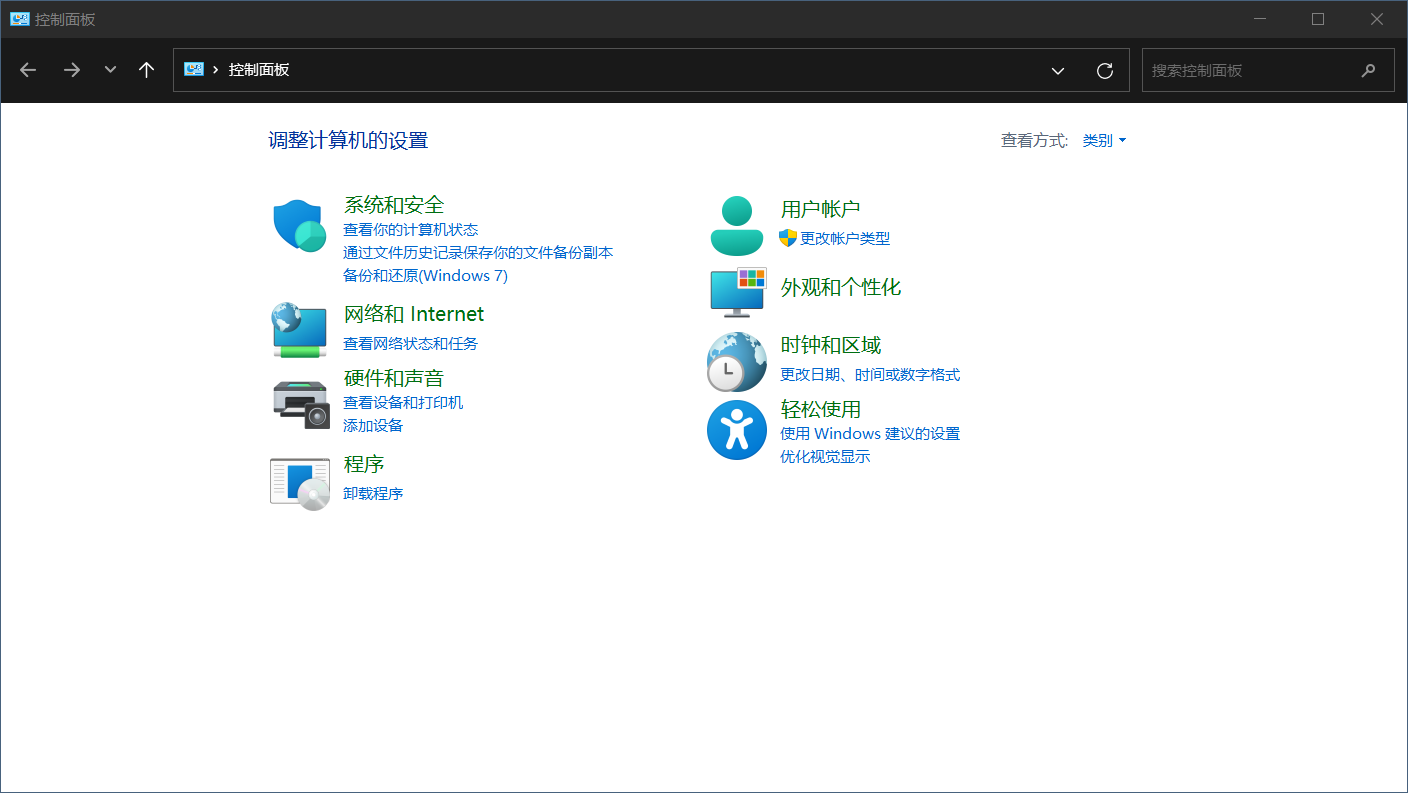 控制面板
控制面板
搜索控制面板
调整计算机的设置
查看方式: 类别
系统和安全
查看你的计算机状态
通过文件历史记录保存你的文件备份副本
备份和还原(Windows 7)
网络和 Internet
查看网络状态和任务
硬件和声音
查看设备和打印机
添加设备
程序
卸载程序
用户帐户
更改帐户类型
外观和个性化
时钟和区域
更改日期、时间或数字格式
轻松使用
使用 Windows 建议的设置
优化视觉显示